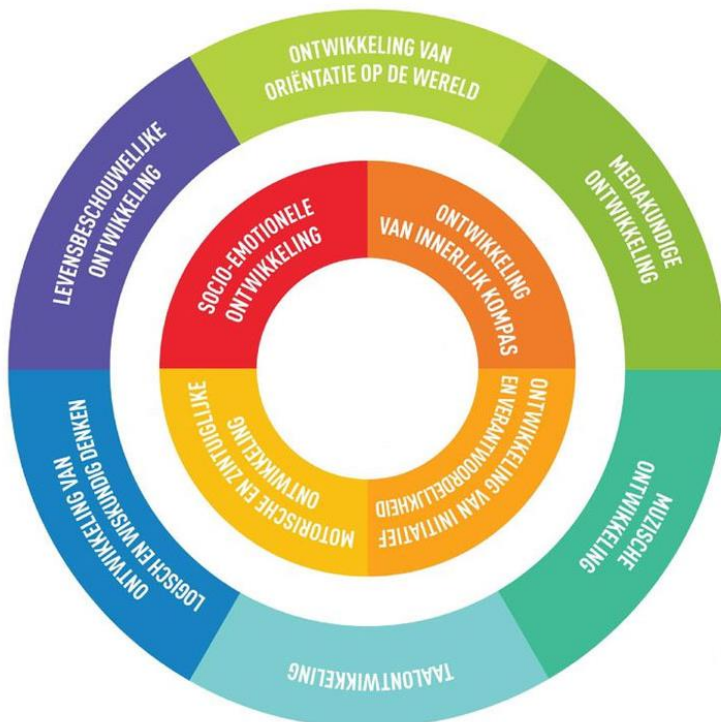 ONTWIKKELING VAN
ORIËNTATIE OP DE WERELD
MEDIAKUNDIGE
ONTWIKKELING
MUZISCHE
ONTWIKKELING
TAALONTWIKKELING
ONTWIKKELING VAN
LOGISCH EN WISKUNDIG DENKEN
LEVENSBESCHOUWELIJKE
ONTWIKKELING
SOCIO-EMOTIONELE
ONTWIKKELING
ONTWIKKELING
VAN INNERLIJK KOMPAS
ONTWIKKELING VAN INITIATIEF
EN VERANTWOORDELIJKHEID
MOTORISCHE EN ZINTUIGLIJKE
ONTWIKKELING